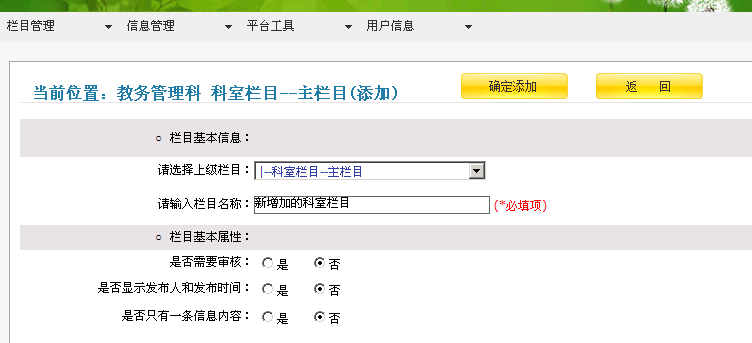 栏目管理 信息管理 平台工具 用户信息
当前位置：教务管理科 科室栏目--主栏目(添加) 确定添加 返 回
栏目基本信息：
请选择上级栏目： |--科室栏目--主栏目
请输入栏目名称： 新增加的科室栏目 (*必填项)
栏目基本属性：
是否需要审核： 是 否
是否显示发布人和发布时间： 是 否
是否只有一条信息内容： 是 否